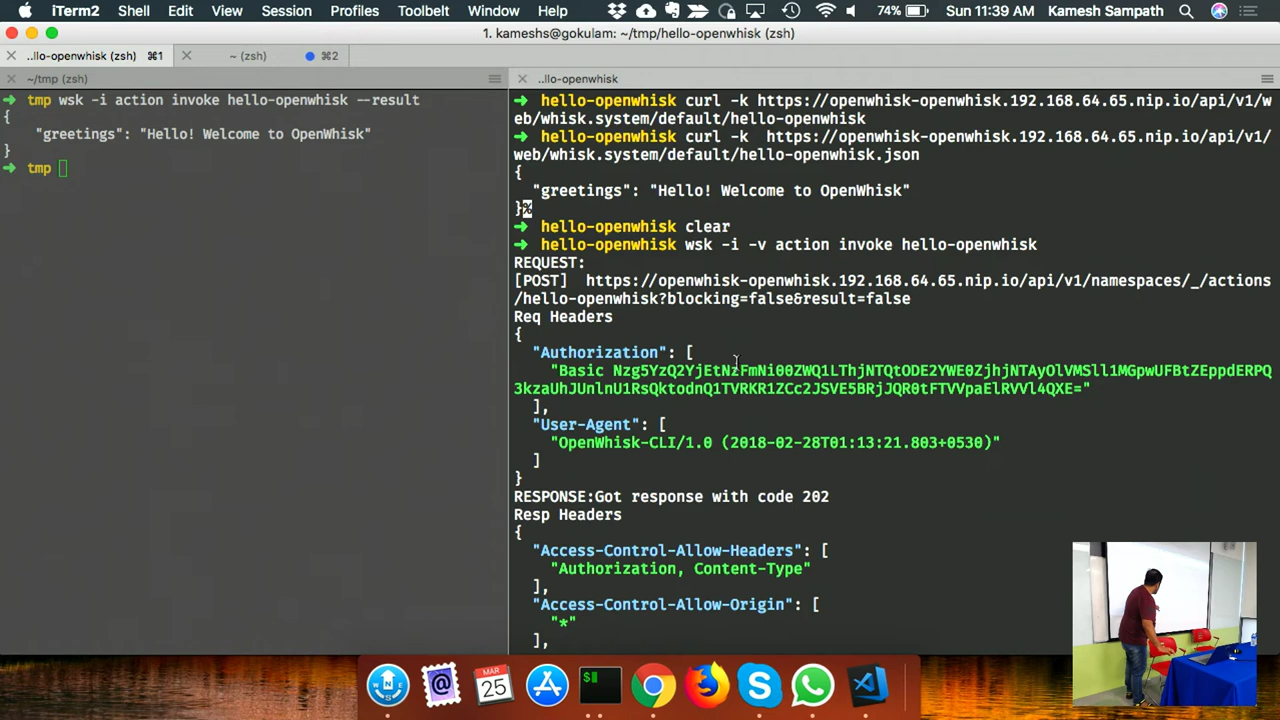 iTerm2 Shell Edit View Session Profiles Toolbelt Window Help 74% Sun 11:39 AM Kamesh Sampath
1. kameshs@gokulam: ~/tmp/hello-openwhisk (zsh)
..llo-openwhisk (zsh) ⌘1 ~ (zsh) ⌘2
~/tmp (zsh)
➜ tmp wsk -i action invoke hello-openwhisk --result
{
"greetings": "Hello! Welcome to OpenWhisk"
}
➜ tmp
..llo-openwhisk
➜ hello-openwhisk curl -k https://openwhisk-openwhisk.192.168.64.65.nip.io/api/v1/w
eb/whisk.system/default/hello-openwhisk
➜ hello-openwhisk curl -k https://openwhisk-openwhisk.192.168.64.65.nip.io/api/v1/
web/whisk.system/default/hello-openwhisk.json
{
"greetings": "Hello! Welcome to OpenWhisk"
}%
➜ hello-openwhisk clear
➜ hello-openwhisk wsk -i -v action invoke hello-openwhisk
REQUEST:
[POST] https://openwhisk-openwhisk.192.168.64.65.nip.io/api/v1/namespaces/_/actions
/hello-openwhisk?blocking=false&result=false
Req Headers
{
"Authorization": [
"Basic
],
"User-Agent": [
"OpenWhisk-CLI/1.0 (2018-02-28T01:13:21.803+0530)"
]
}
RESPONSE:Got response with code 202
Resp Headers
{
"Access-Control-Allow-Headers": [
"Authorization, Content-Type"
],
"Access-Control-Allow-Origin": [
"*"
],
MAR
25